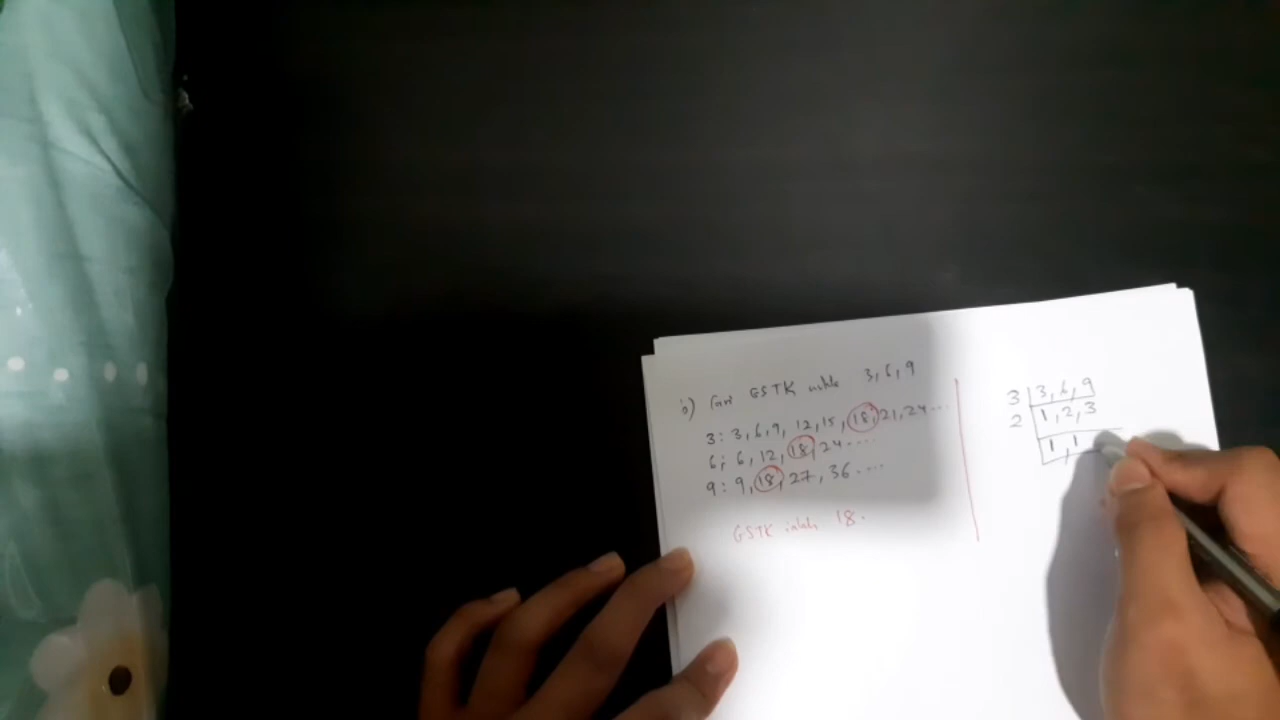 i) Cari GSTK untuk 3, 6, 9
3: 3, 6, 9, 12, 15, 18, 21, 24...
6: 6, 12, 18, 24....
9: 9, 18, 27, 36....
GSTK ialah 18.
3 | 3, 6, 9
2 | 1, 2, 3
1, 1